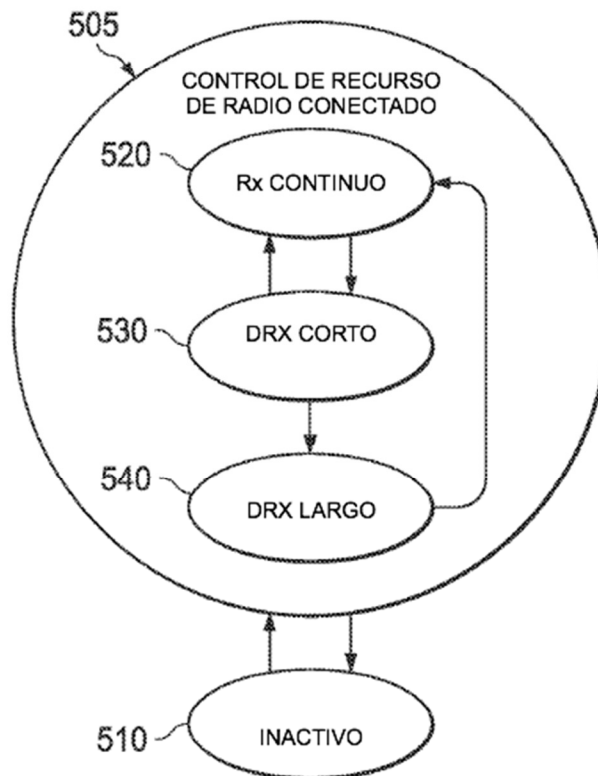 505
CONTROL DE RECURSO
DE RADIO CONECTADO
520
Rx CONTINUO
530
DRX CORTO
540
DRX LARGO
510
INACTIVO